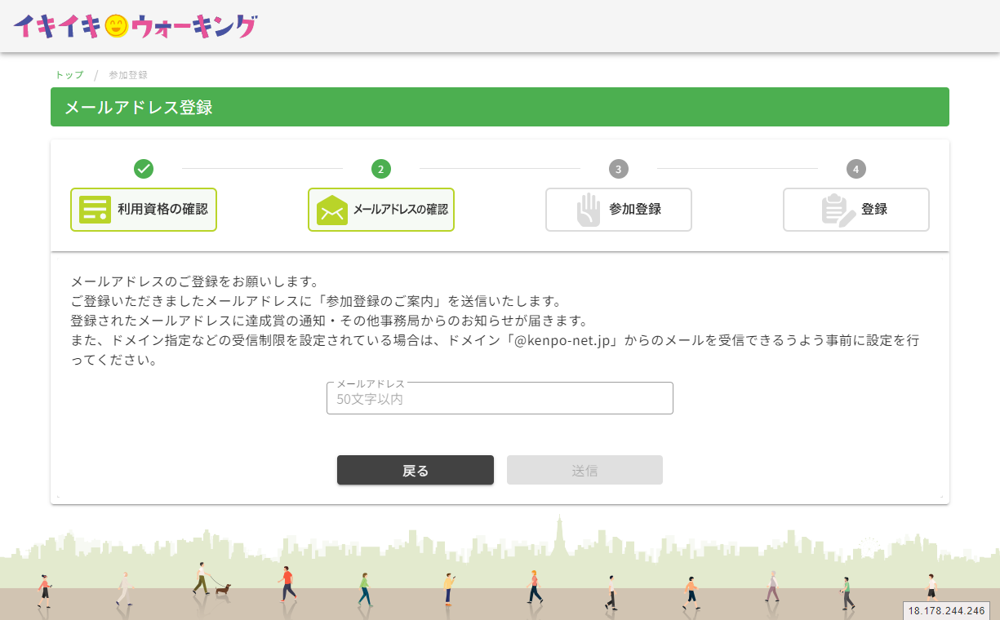 イキイキウォーキング
トップ / 参加登録
メールアドレス登録
2
3
4
利用資格の確認
メールアドレスの確認
参加登録
登録
メールアドレスのご登録をお願いします。
ご登録いただきましたメールアドレスに「参加登録のご案内」を送信いたします。
登録されたメールアドレスに達成賞の通知・その他事務局からのお知らせが届きます。
また、ドメイン指定などの受信制限を設定されている場合は、ドメイン「@kenpo-net.jp」からのメールを受信できるうよう事前に設定を行
ってください。
メールアドレス
50文字以内
戻る
送信
18.178.244.246